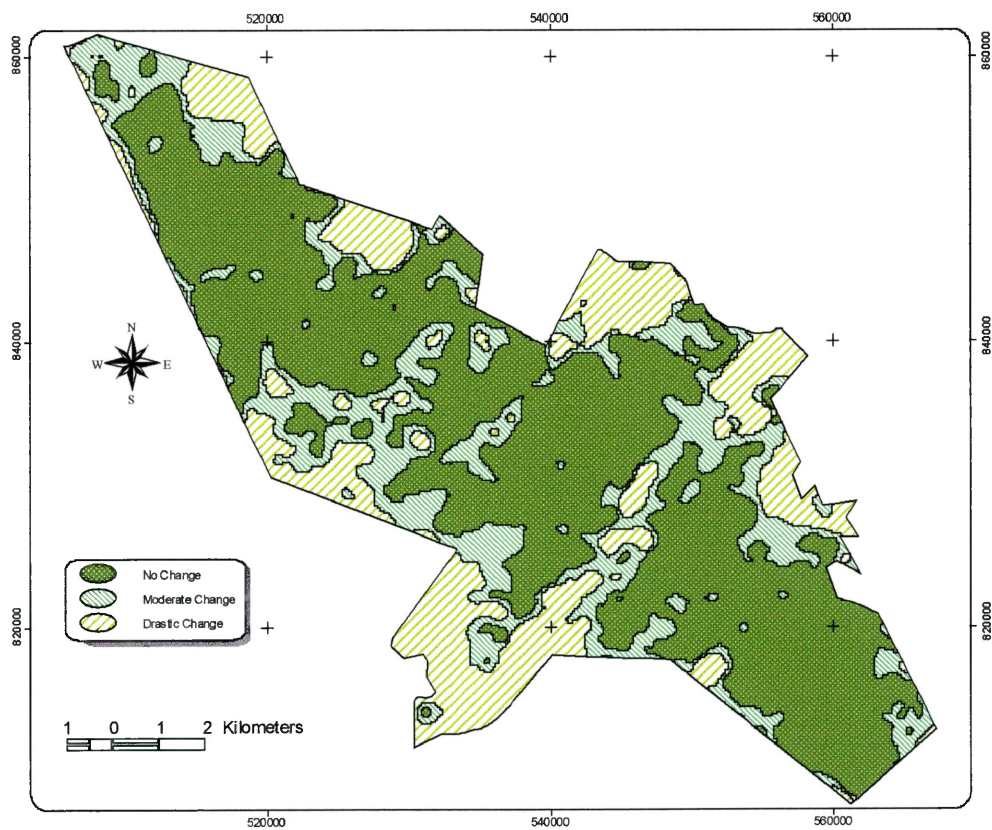 520000 540000 560000
860000 860000
840000 840000
N
W E
S
No Change
Moderate Change
Drastic Change
820000 820000
1 0 1 2 Kilometers
520000 540000 560000